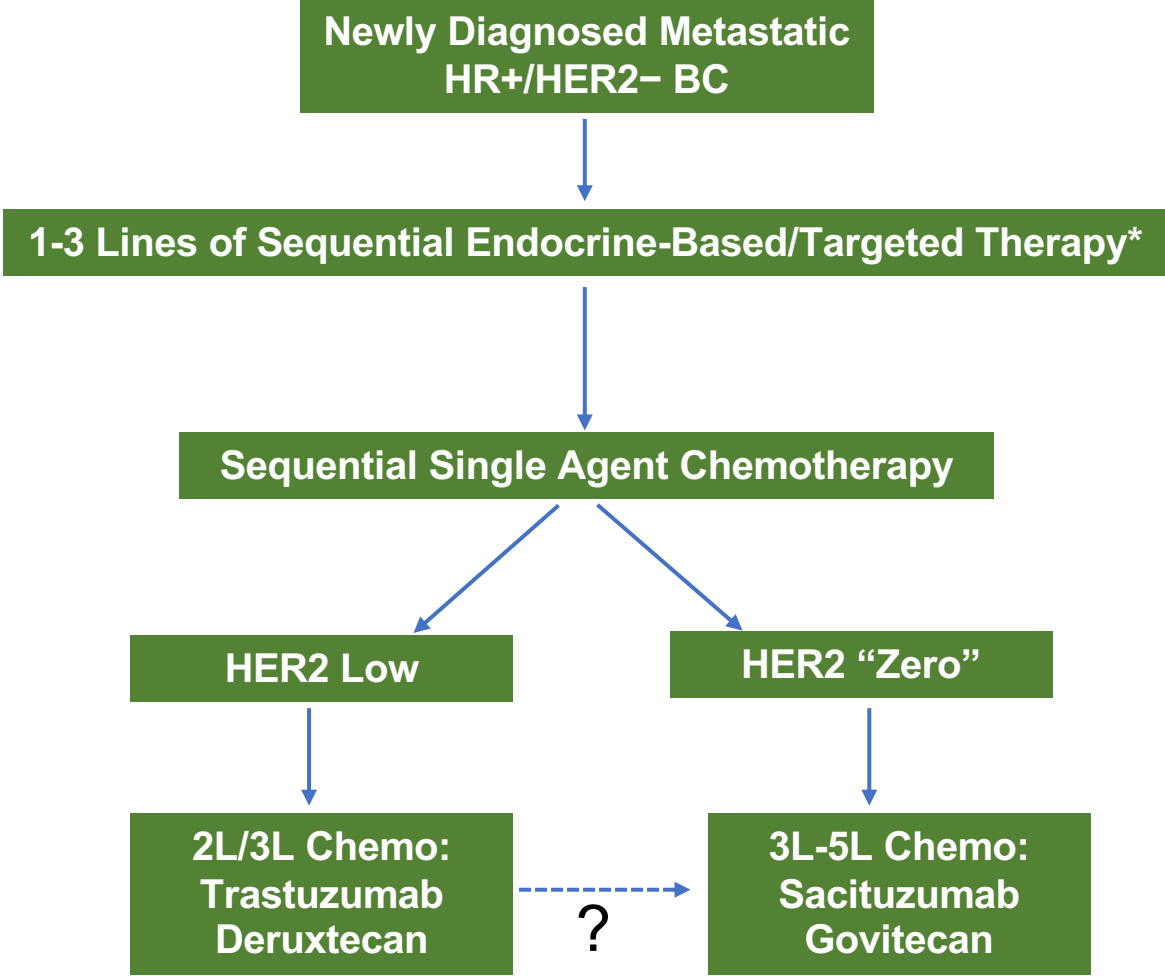 Newly Diagnosed Metastatic
HR+/HER2− BC
1-3 Lines of Sequential Endocrine-Based/Targeted Therapy*
Sequential Single Agent Chemotherapy
HER2 Low
HER2 “Zero”
2L/3L Chemo:
Trastuzumab
Deruxtecan
?
3L-5L Chemo:
Sacituzumab
Govitecan